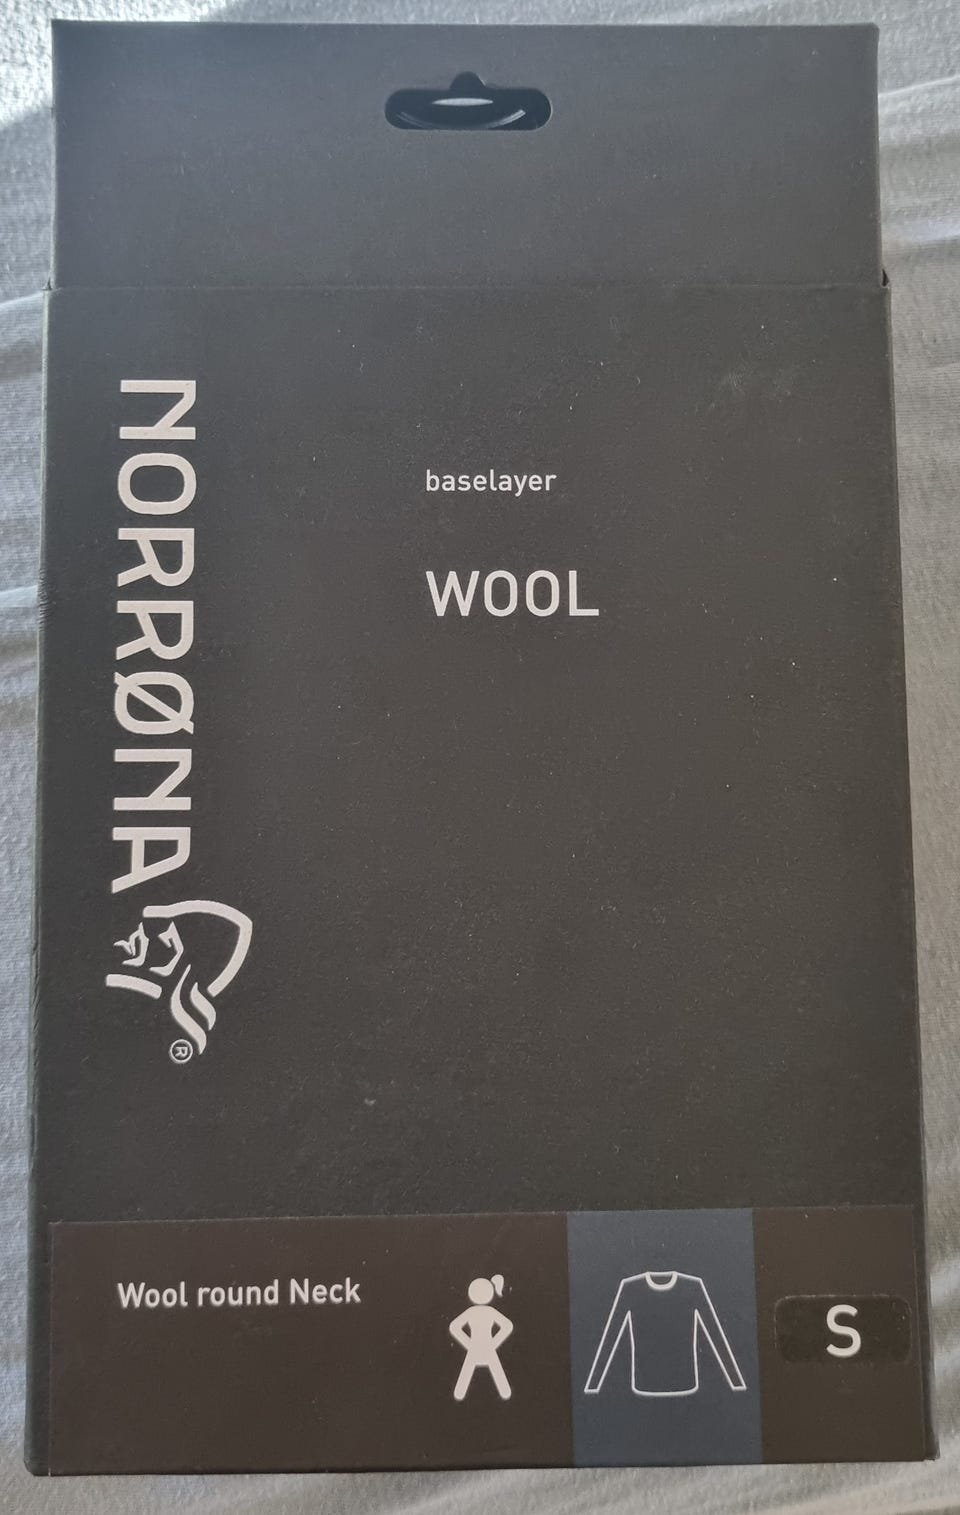 NORRØNA®
baselayer
WOOL
Wool round Neck
S